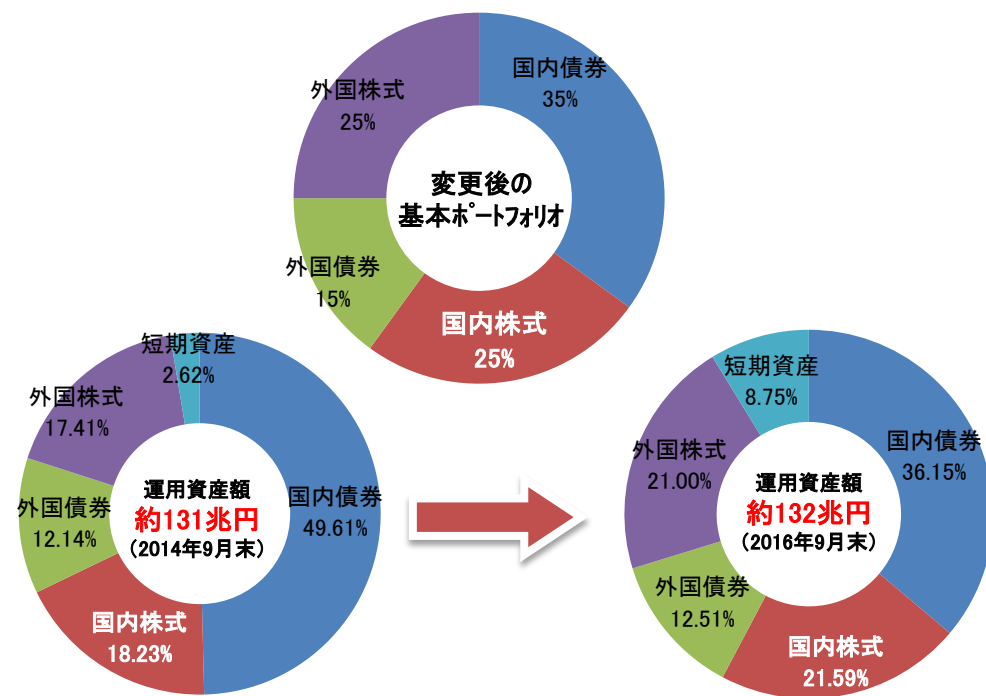 国内債券
35%
外国株式
25%
変更後の
基本ポートフォリオ
外国債券
15%
国内株式
25%
短期資産
2.62%
外国株式
17.41%
国内債券
49.61%
運用資産額
約131兆円
（2014年9月末）
外国債券
12.14%
国内株式
18.23%
短期資産
8.75%
国内債券
36.15%
外国株式
21.00%
運用資産額
約132兆円
（2016年9月末）
外国債券
12.51%
国内株式
21.59%